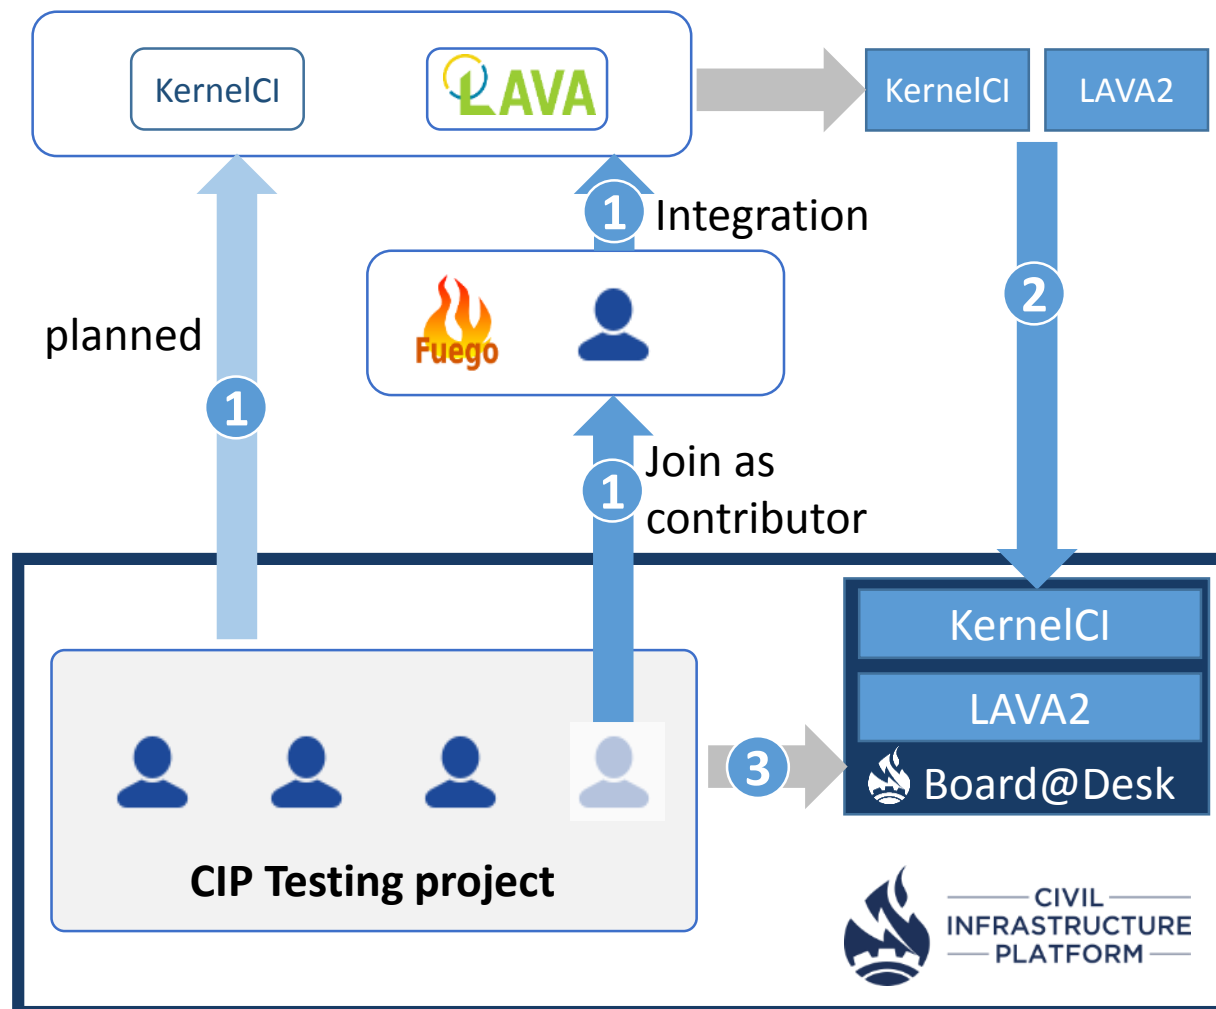 KernelCI
LAVA
KernelCI
LAVA2
1
Integration
2
Fuego
planned
1
1
Join as
contributor
KernelCI
LAVA2
3
Board@Desk
CIP Testing project
CIVIL
INFRASTRUCTURE
PLATFORM